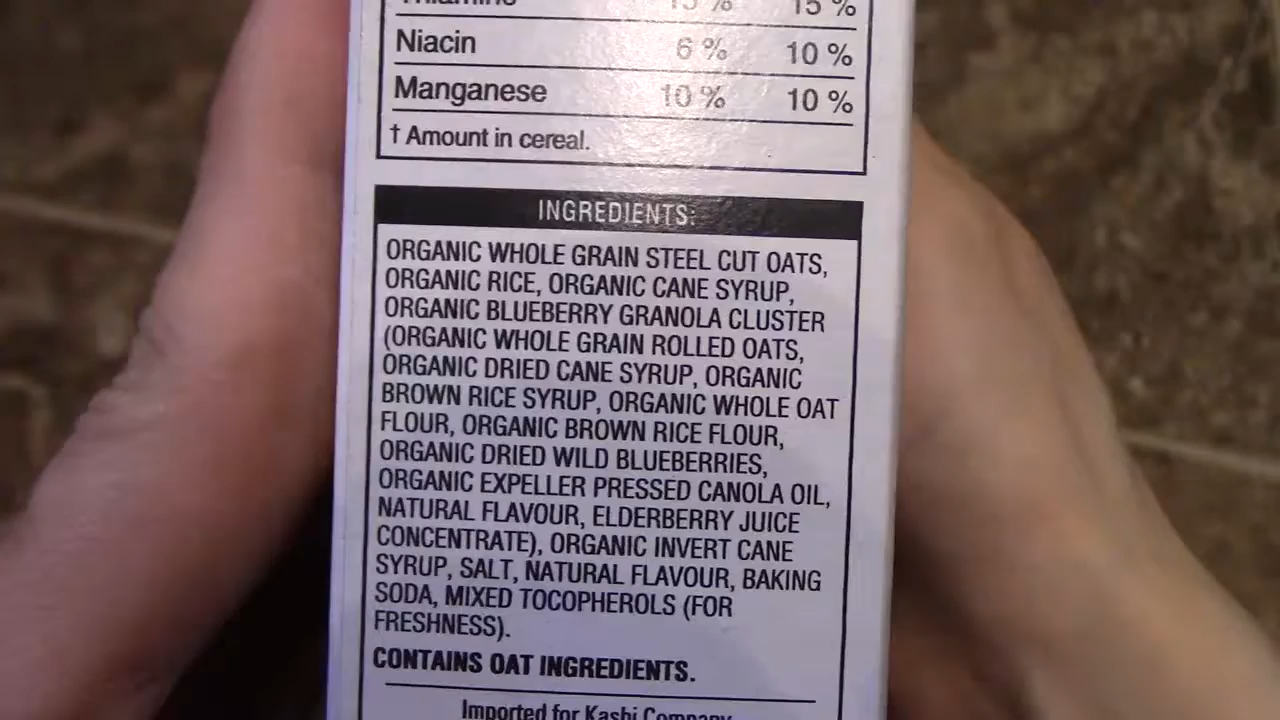 Thiamine 15 % 15 %
Niacin 6 % 10 %
Manganese 10 % 10 %
† Amount in cereal.
INGREDIENTS:
ORGANIC WHOLE GRAIN STEEL CUT OATS,
ORGANIC RICE, ORGANIC CANE SYRUP,
ORGANIC BLUEBERRY GRANOLA CLUSTER
(ORGANIC WHOLE GRAIN ROLLED OATS,
ORGANIC DRIED CANE SYRUP, ORGANIC
BROWN RICE SYRUP, ORGANIC WHOLE OAT
FLOUR, ORGANIC BROWN RICE FLOUR,
ORGANIC DRIED WILD BLUEBERRIES,
ORGANIC EXPELLER PRESSED CANOLA OIL,
NATURAL FLAVOUR, ELDERBERRY JUICE
CONCENTRATE), ORGANIC INVERT CANE
SYRUP, SALT, NATURAL FLAVOUR, BAKING
SODA, MIXED TOCOPHEROLS (FOR
FRESHNESS).
CONTAINS OAT INGREDIENTS.
Imported for Kashi Company